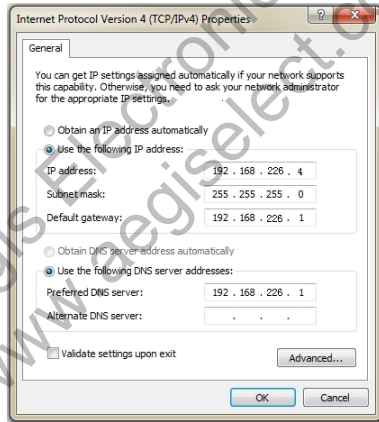 Internet Protocol Version 4 (TCP/IPv4) Properties
General
You can get IP settings assigned automatically if your network supports
this capability. Otherwise, you need to ask your network administrator
for the appropriate IP settings.
Obtain an IP address automatically
Use the following IP address:
IP address: 192 . 168 . 226 . 4
Subnet mask: 255 . 255 . 255 . 0
Default gateway: 192 . 168 . 226 . 1
Obtain DNS server address automatically
Use the following DNS server addresses:
Preferred DNS server: 192 . 168 . 226 . 1
Alternate DNS server: . . .
Validate settings upon exit
Advanced...
OK Cancel
www.aegiselect.c